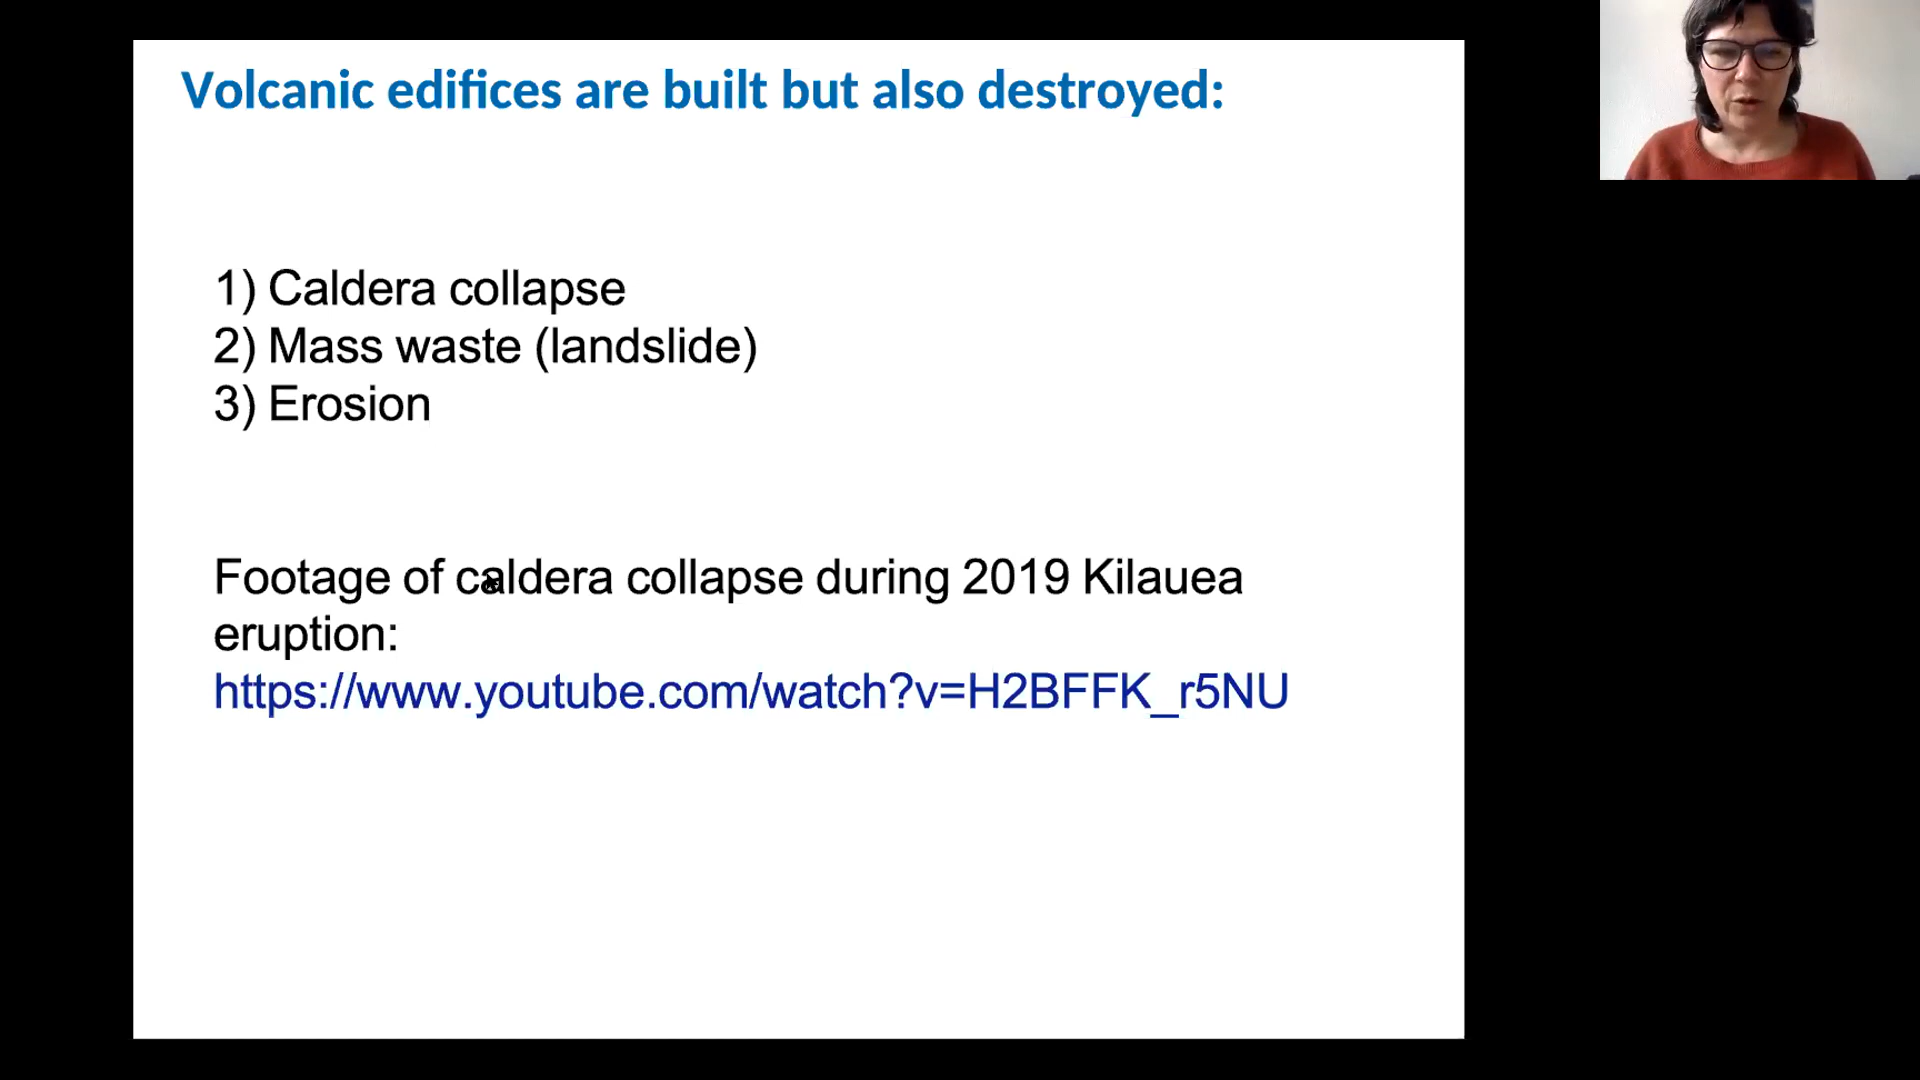 Volcanic edifices are built but also destroyed:
1) Caldera collapse
2) Mass waste (landslide)
3) Erosion
Footage of caldera collapse during 2019 Kilauea
eruption:
https://www.youtube.com/watch?v=H2BFFK_r5NU